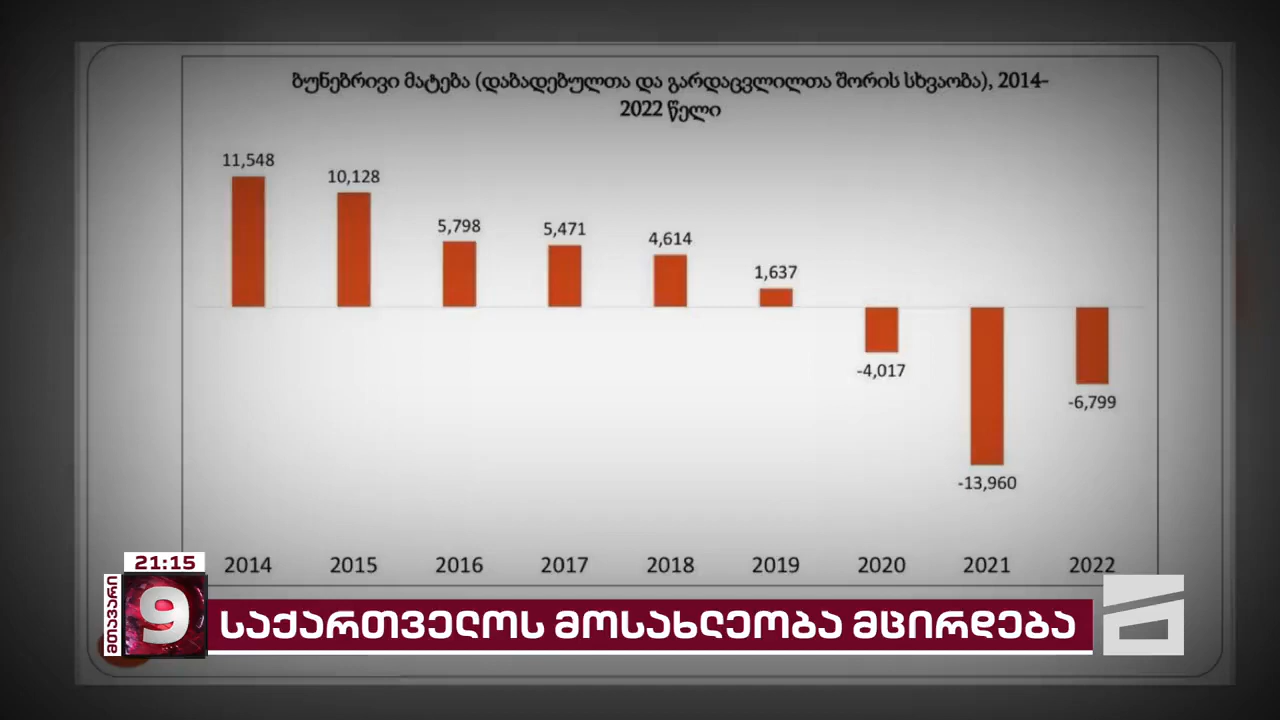 ბუნებრივი მატება (დაბადებულთა და გარდაცვლილთა შორის სხვაობა), 2014-
2022 წელი
11,548
10,128
5,798
5,471
4,614
1,637
-4,017
-13,960
-6,799
2014 2015 2016 2017 2018 2019 2020 2021 2022
21:15
მთავარი
9
საქართველოს მოსახლეობა მცირდება